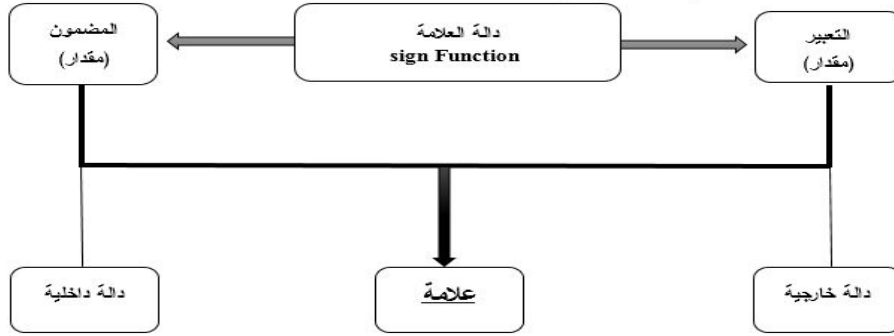 التعبير
(مقدار)
دالة العلامة
sign Function
المضمون
(مقدار)
دالة خارجية
علامة
دالة داخلية